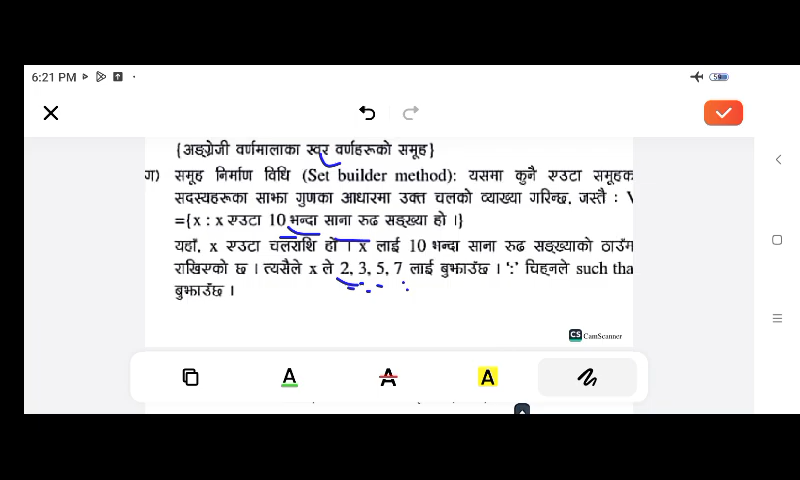 6:21 PM
59
{अङ्ग्रेजी वर्णमालाका स्वर वर्णहरूको समूह}
ग) समूह निर्माण विधि (Set builder method): यसमा कुनै एउटा समूहक
सदस्यहरूका साझा गुणका आधारमा उक्त चलको व्याख्या गरिन्छ, जस्तै : V
={x : x एउटा 10 भन्दा साना रुढ सङ्ख्या हो ।}
यहाँ, x एउटा चलराशि हो । x लाई 10 भन्दा साना रुढ सङ्ख्याको ठाउँम
राखिएको छ । त्यसैले x ले 2, 3, 5, 7 लाई बुझाउँछ । ':' चिह्नले such tha
बुझाउँछ ।
CS CamScanner
A A A